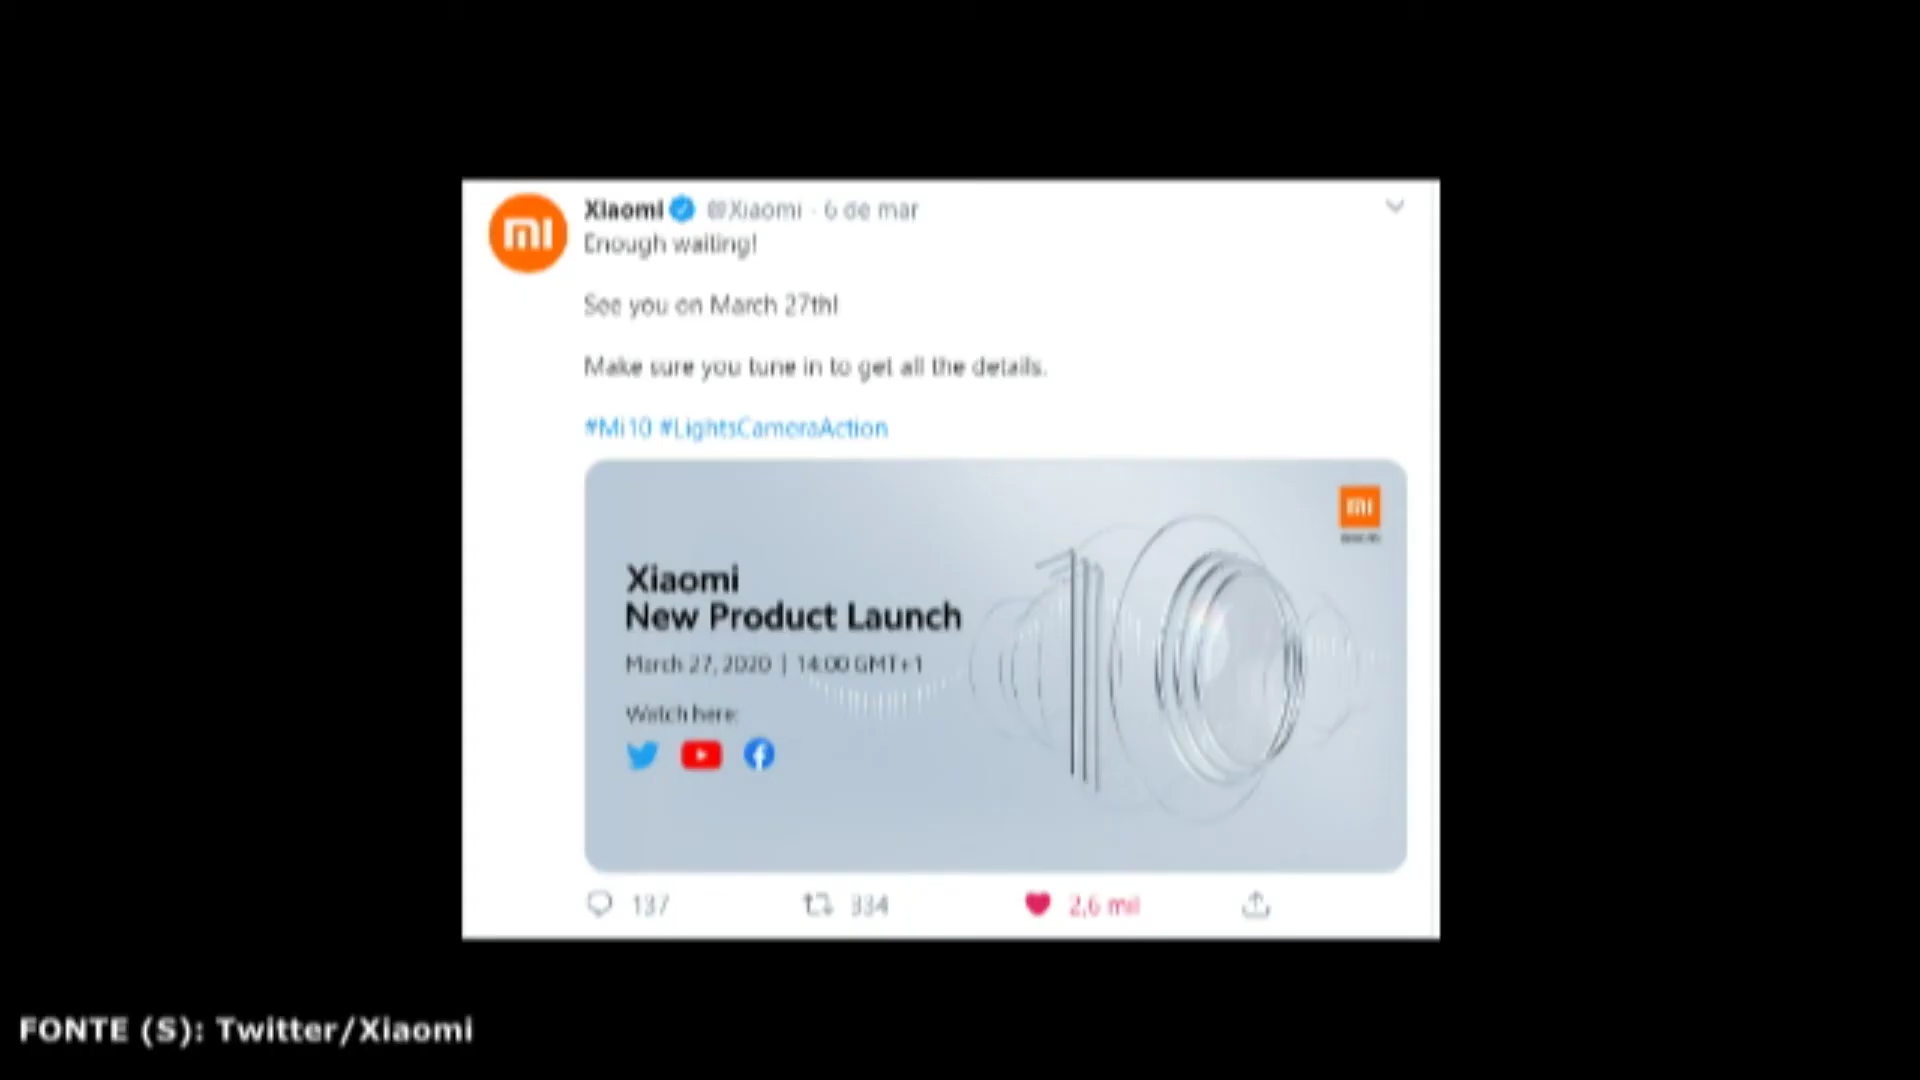 Xiaomi @Xiaomi · 6 de mar
Enough waiting!
See you on March 27th!
Make sure you tune in to get all the details.
#Mi10 #LightsCameraAction
Xiaomi
New Product Launch
March 27, 2020 | 14:00 GMT+1
Watch here:
137 334 2,6 mil
FONTE (S): Twitter/Xiaomi